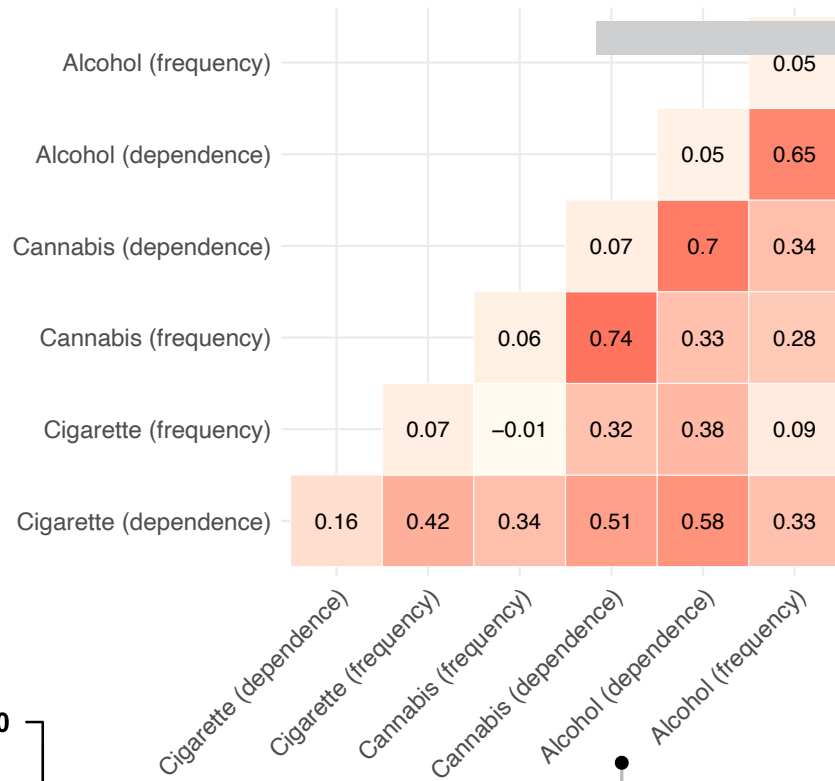 Alcohol (frequency) 0.05
Alcohol (dependence) 0.05 0.65
Cannabis (dependence) 0.07 0.7 0.34
Cannabis (frequency) 0.06 0.74 0.33 0.28
Cigarette (frequency) 0.07 −0.01 0.32 0.38 0.09
Cigarette (dependence) 0.16 0.42 0.34 0.51 0.58 0.33
Cigarette (dependence)
Cigarette (frequency)
Cannabis (frequency)
Cannabis (dependence)
Alcohol (dependence)
Alcohol (frequency)
0